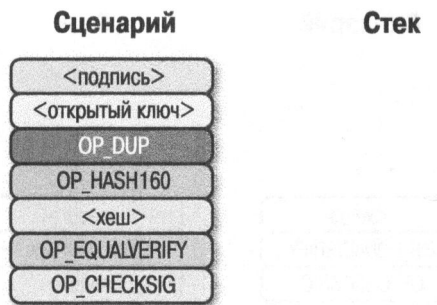 Сценарий Стек
<подпись>
<открытый ключ>
OP_DUP
OP_HASH160
<хеш>
OP_EQUALVERIFY
OP_CHECKSIG